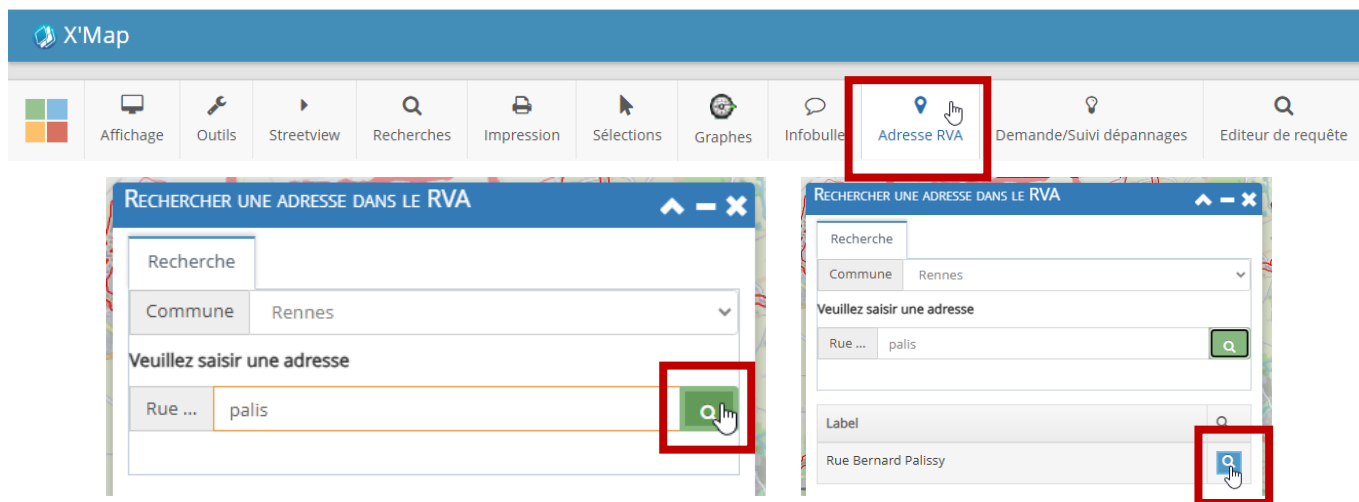 X'Map
Affichage Outils Streetview Recherches Impression Sélections Graphes Infobulle Adresse RVA Demande/Suivi dépannages Editeur de requête
RECHERCHER UNE ADRESSE DANS LE RVA
Recherche
Commune Rennes
Veuillez saisir une adresse
Rue ... palis
RECHERCHER UNE ADRESSE DANS LE RVA
Recherche
Commune Rennes
Veuillez saisir une adresse
Rue ... palis
Label
Rue Bernard Palissy